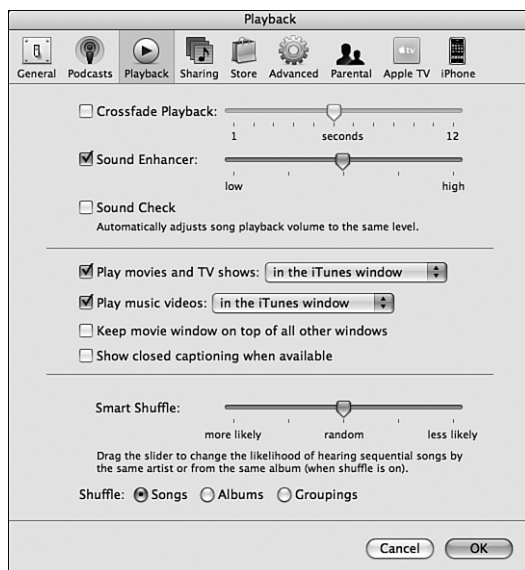 Playback
General Podcasts Playback Sharing Store Advanced Parental Apple TV iPhone
Crossfade Playback:
1 seconds 12
Sound Enhancer:
low high
Sound Check
Automatically adjusts song playback volume to the same level.
Play movies and TV shows: in the iTunes window
Play music videos: in the iTunes window
Keep movie window on top of all other windows
Show closed captioning when available
Smart Shuffle:
more likely random less likely
Drag the slider to change the likelihood of hearing sequential songs by
the same artist or from the same album (when shuffle is on).
Shuffle: Songs Albums Groupings
Cancel OK